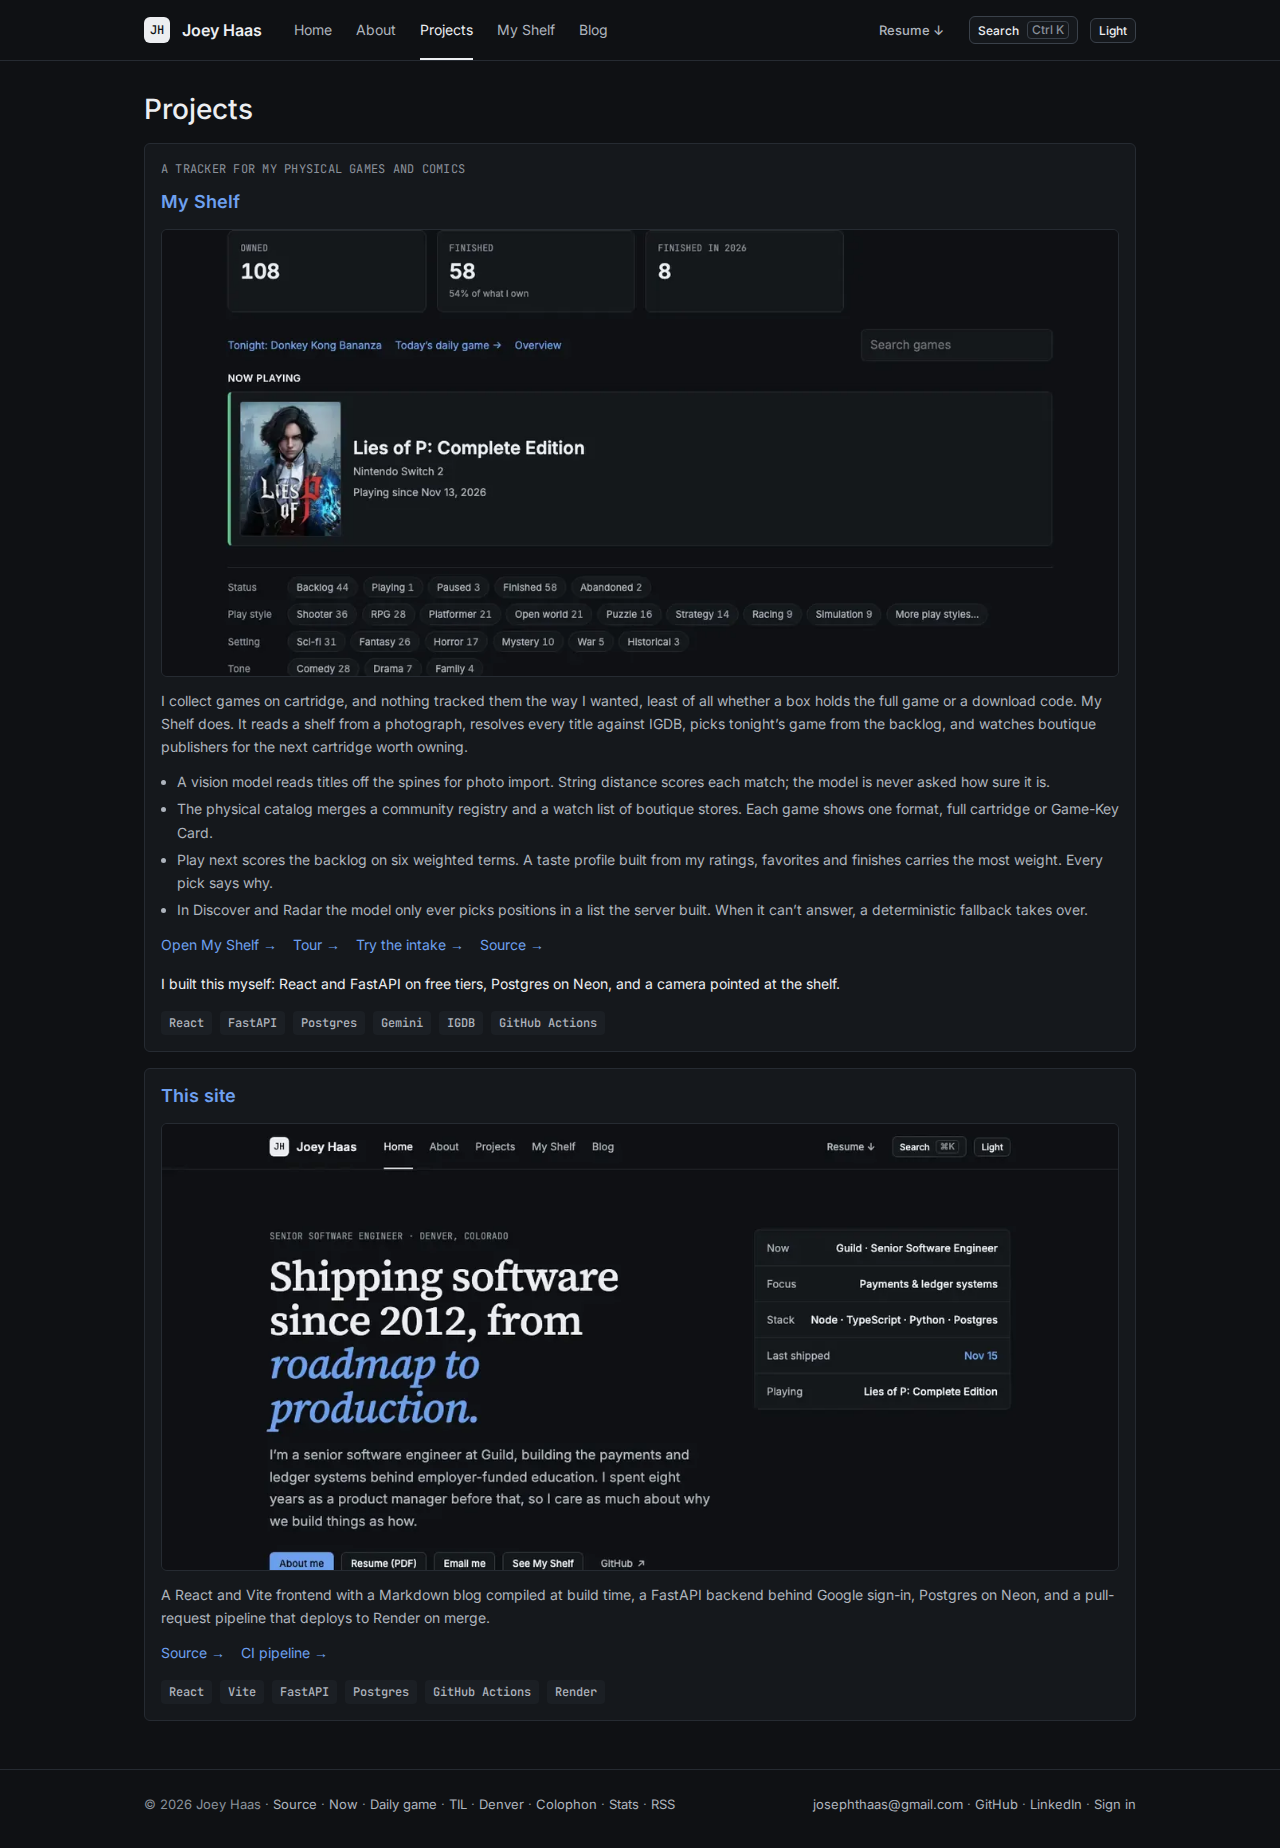 JH Joey Haas Home About Projects My Shelf Blog Resume ↓ Search Ctrl K Light
Projects
A TRACKER FOR MY PHYSICAL GAMES AND COMICS
My Shelf
OWNED
108
FINISHED
58
54% of what I own
FINISHED IN 2026
8
Tonight: Donkey Kong Bananza Today's daily game → Overview Search games
NOW PLAYING
LIES OF P
Lies of P: Complete Edition
Nintendo Switch 2
Playing since Nov 13, 2026
Status Backlog 44 Playing 1 Paused 3 Finished 58 Abandoned 2
Play style Shooter 36 RPG 28 Platformer 21 Open world 21 Puzzle 16 Strategy 14 Racing 9 Simulation 9 More play styles...
Setting Sci-fi 31 Fantasy 26 Horror 17 Mystery 10 War 5 Historical 3
Tone Comedy 28 Drama 7 Family 4
I collect games on cartridge, and nothing tracked them the way I wanted, least of all whether a box holds the full game or a download code. My
Shelf does. It reads a shelf from a photograph, resolves every title against IGDB, picks tonight’s game from the backlog, and watches boutique
publishers for the next cartridge worth owning.
• A vision model reads titles off the spines for photo import. String distance scores each match; the model is never asked how sure it is.
• The physical catalog merges a community registry and a watch list of boutique stores. Each game shows one format, full cartridge or Game-Key
Card.
• Play next scores the backlog on six weighted terms. A taste profile built from my ratings, favorites and finishes carries the most weight. Every
pick says why.
• In Discover and Radar the model only ever picks positions in a list the server built. When it can’t answer, a deterministic fallback takes over.
Open My Shelf → Tour → Try the intake → Source →
I built this myself: React and FastAPI on free tiers, Postgres on Neon, and a camera pointed at the shelf.
React FastAPI Postgres Gemini IGDB GitHub Actions
This site
JH Joey Haas Home About Projects My Shelf Blog Resume ↓ Search ⌘K Light
SENIOR SOFTWARE ENGINEER · DENVER, COLORADO
Shipping software
since 2012, from
roadmap to
production.
I’m a senior software engineer at Guild, building the payments and
ledger systems behind employer-funded education. I spent eight
years as a product manager before that, so I care as much about why
we build things as how.
About me Resume (PDF) Email me See My Shelf GitHub ↗
Now Guild · Senior Software Engineer
Focus Payments & ledger systems
Stack Node · TypeScript · Python · Postgres
Last shipped Nov 15
Playing Lies of P: Complete Edition
A React and Vite frontend with a Markdown blog compiled at build time, a FastAPI backend behind Google sign-in, Postgres on Neon, and a pull-
request pipeline that deploys to Render on merge.
Source → CI pipeline →
React Vite FastAPI Postgres GitHub Actions Render
© 2026 Joey Haas · Source · Now · Daily game · TIL · Denver · Colophon · Stats · RSS josephthaas@gmail.com · GitHub · LinkedIn · Sign in